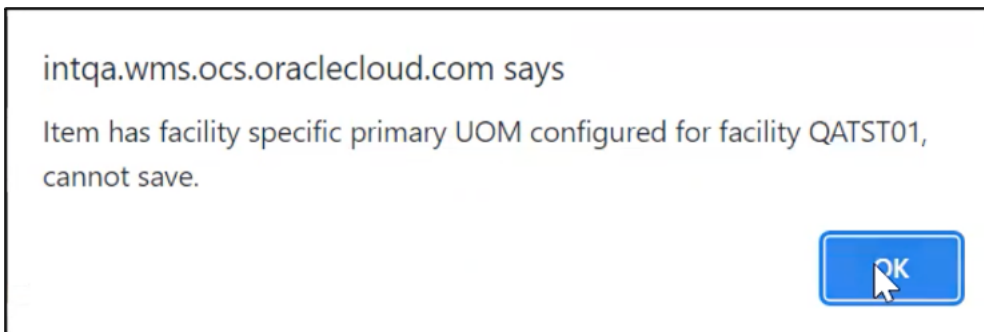 intqa.wms.ocs.oraclecloud.com says
Item has facility specific primary UOM configured for facility QATST01,
cannot save.
OK